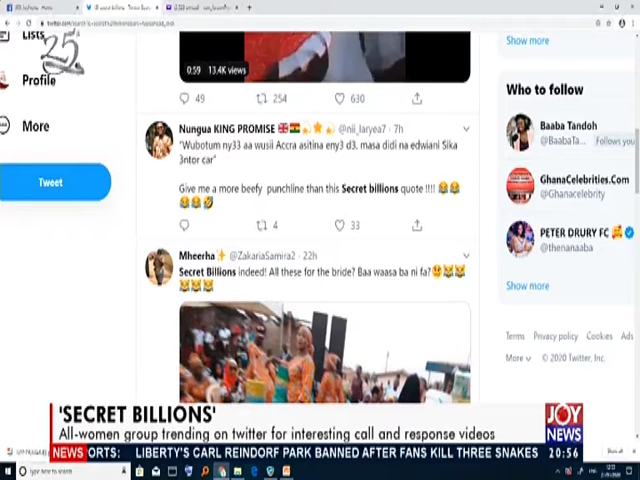 Lists
25
Profile
More
Tweet
0:59 13.4K views
49 254 630
Nungua KING PROMISE @nii_laryea7 · 7h
"Wubotum ny33 aa wusii Accra asitina eny3 d3. masa didi na edwiani Sika
3ntor car"
Give me a more beefy punchline than this Secret billions quote !!!!
4 33
Mheerha @ZakariaSamira2 · 22h
Secret Billions indeed! All these for the bride? Baa waasa ba ni fa?
Show more
Who to follow
Baaba Tandoh
@BaabaTa... Follows you
GhanaCelebrities.Com
@Ghanacelebrity
PETER DRURY FC
@thenanaaba
Show more
Terms Privacy policy Cookies Ads
More © 2020 Twitter, Inc.
'SECRET BILLIONS'
All-women group trending on twitter for interesting call and response videos
JOY
NEWS
NEWS ORTS: LIBERTY'S CARL REINDORF PARK BANNED AFTER FANS KILL THREE SNAKES 20:56
Type here to search